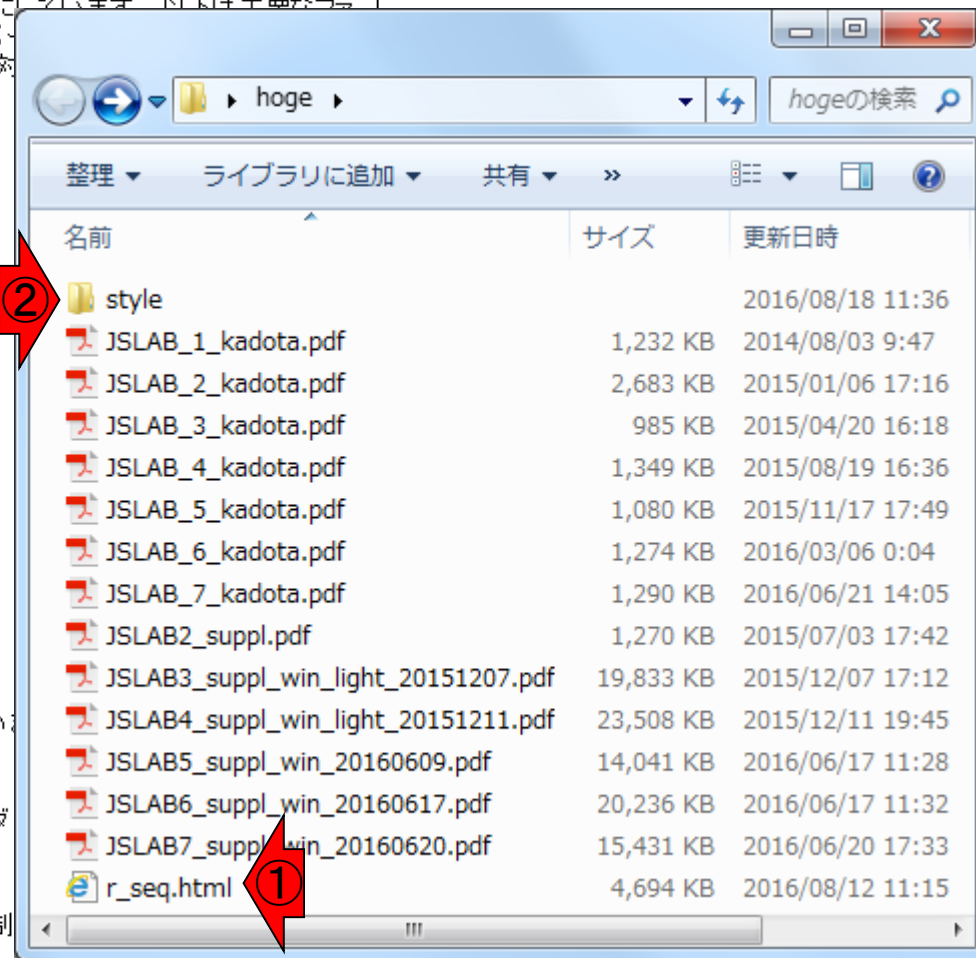 hoge
hogeの検索
整理 ライブラリに追加 共有 »
名前 サイズ 更新日時
② style 2016/08/18 11:36
JSLAB_1_kadota.pdf 1,232 KB 2014/08/03 9:47
JSLAB_2_kadota.pdf 2,683 KB 2015/01/06 17:16
JSLAB_3_kadota.pdf 985 KB 2015/04/20 16:18
JSLAB_4_kadota.pdf 1,349 KB 2015/08/19 16:36
JSLAB_5_kadota.pdf 1,080 KB 2015/11/17 17:49
JSLAB_6_kadota.pdf 1,274 KB 2016/03/06 0:04
JSLAB_7_kadota.pdf 1,290 KB 2016/06/21 14:05
JSLAB2_suppl.pdf 1,270 KB 2015/07/03 17:42
JSLAB3_suppl_win_light_20151207.pdf 19,833 KB 2015/12/07 17:12
JSLAB4_suppl_win_light_20151211.pdf 23,508 KB 2015/12/11 19:45
JSLAB5_suppl_win_20160609.pdf 14,041 KB 2016/06/17 11:28
JSLAB6_suppl_win_20160617.pdf 20,236 KB 2016/06/17 11:32
JSLAB7_suppl_win_20160620.pdf 15,431 KB 2016/06/20 17:33
r_seq.html ① 4,694 KB 2016/08/12 11:15